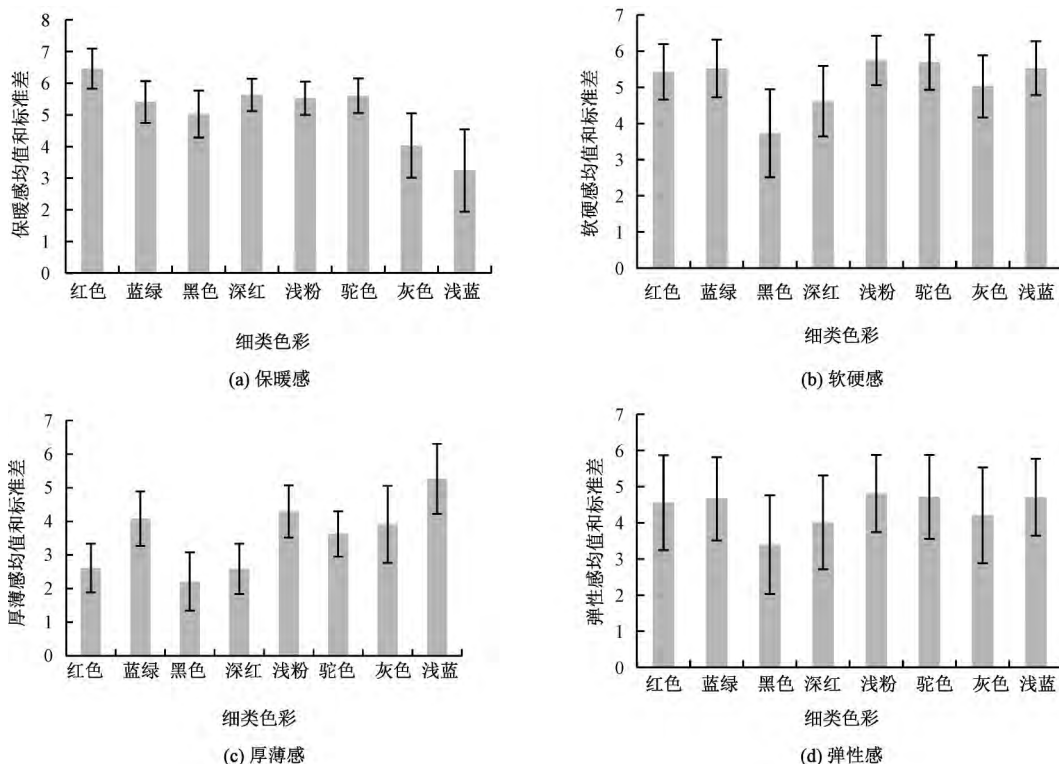 保暖感均值和标准差
8
7
6
5
4
3
2
1
0
红色 蓝绿 黑色 深红 浅粉 驼色 灰色 浅蓝
细类色彩
(a) 保暖感
软硬感均值和标准差
7
6
5
4
3
2
1
0
红色 蓝绿 黑色 深红 浅粉 驼色 灰色 浅蓝
细类色彩
(b) 软硬感
厚薄感均值和标准差
7
6
5
4
3
2
1
0
红色 蓝绿 黑色 深红 浅粉 驼色 灰色 浅蓝
细类色彩
(c) 厚薄感
弹性感均值和标准差
7
6
5
4
3
2
1
0
红色 蓝绿 黑色 深红 浅粉 驼色 灰色 浅蓝
细类色彩
(d) 弹性感